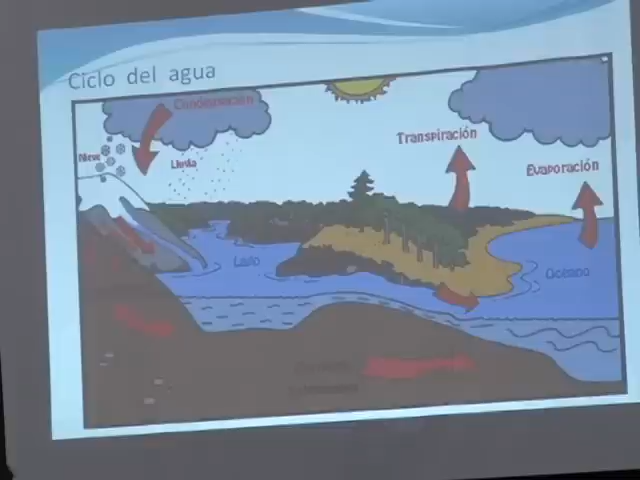 Ciclo del agua
Condensación
Nieve
Lluvia
Transpiración
Evaporación
Lago
Océano